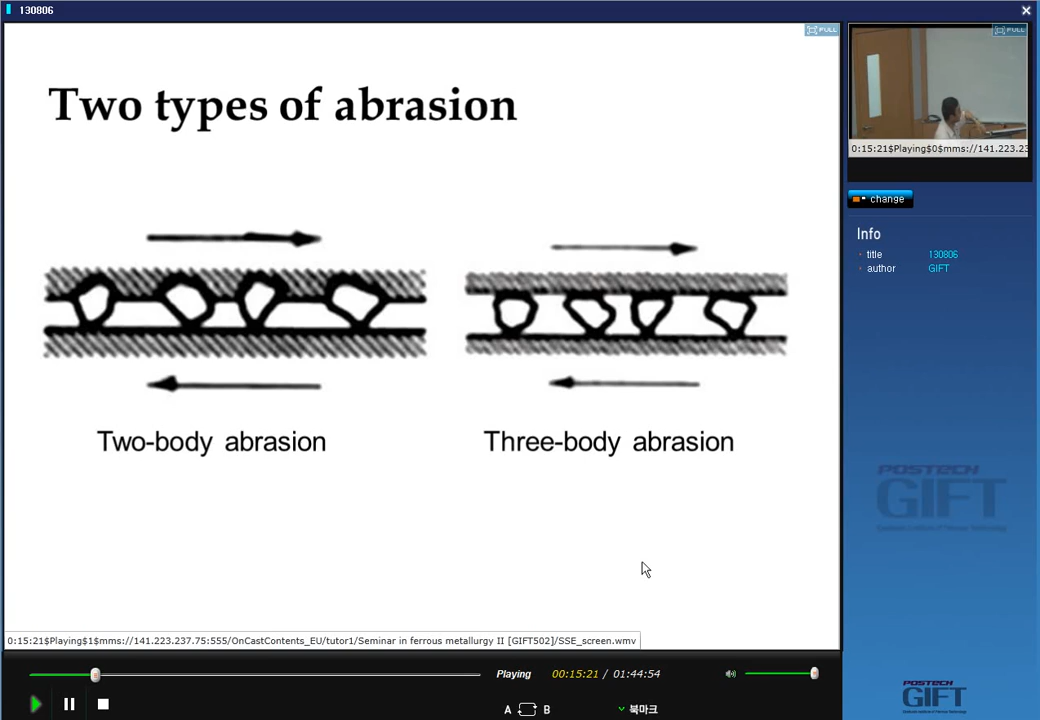 130806
FULL
Two types of abrasion
Two-body abrasion
Three-body abrasion
0:15:21$Playing$1$mms://141.223.237.75:555/OnCastContents_EU/tutor1/Seminar in ferrous metallurgy II [GIFT502]/SSE_screen.wmv
Playing
00:15:21 / 01:44:54
A
B
북마크
FULL
0:15:21$Playing$0$mms://141.223.23
change
Info
title 130806
author GIFT
POSTECH
GIFT
POSTECH
GIFT